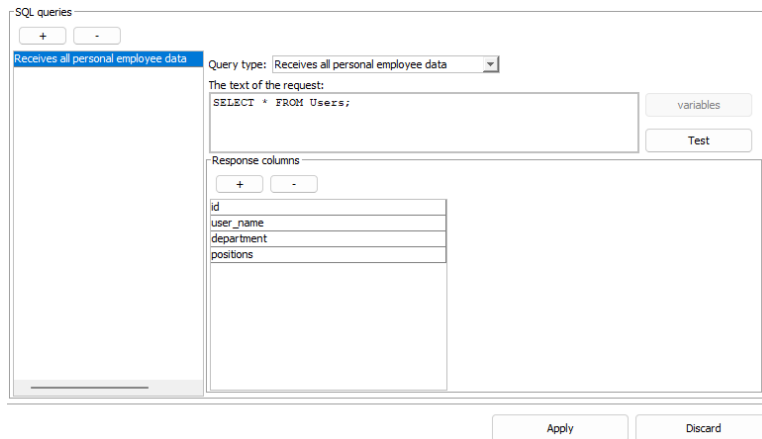 SQL queries
+ -
Receives all personal employee data
Query type: Receives all personal employee data
The text of the request:
SELECT * FROM Users;
variables
Test
Response columns
+ -
id
user_name
department
positions
Apply Discard